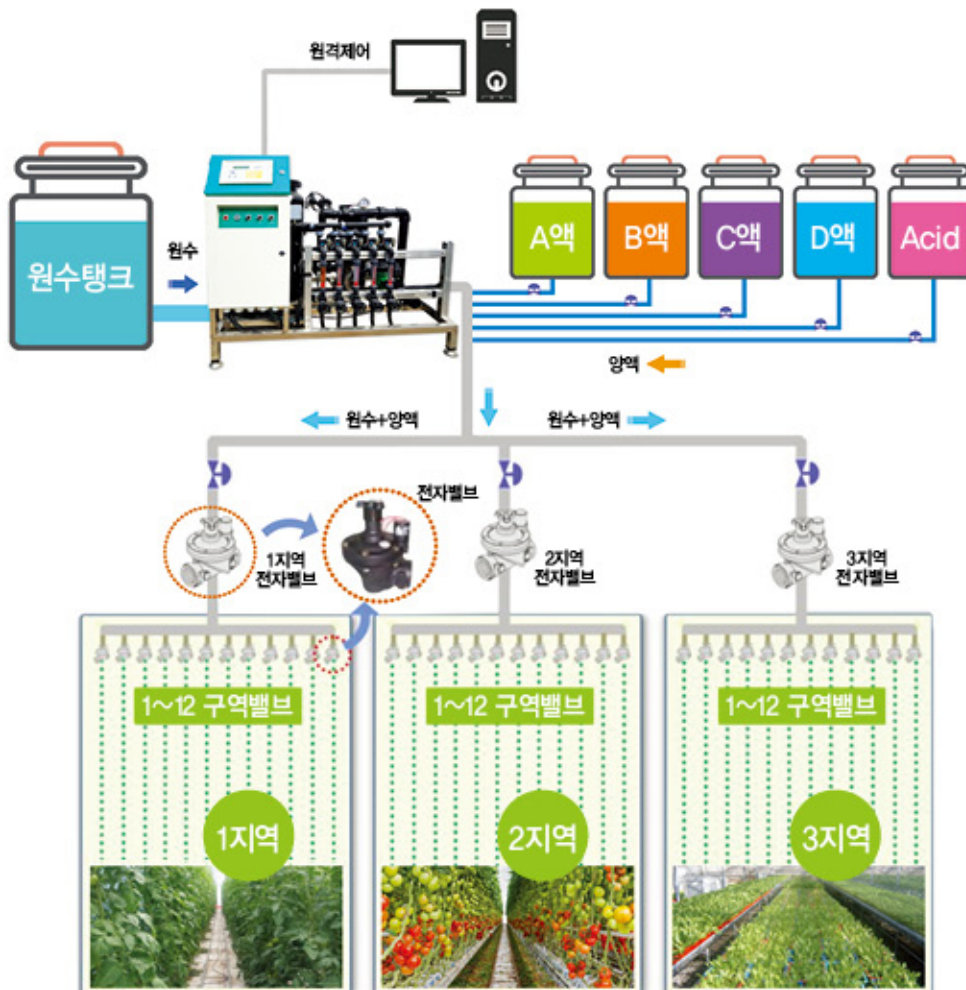 원격제어
원수탱크
원수
A액
B액
C액
D액
Acid
양액
원수+양액
원수+양액
전자밸브
1지역
전자밸브
2지역
전자밸브
3지역
전자밸브
1~12 구역밸브
1~12 구역밸브
1~12 구역밸브
1지역
2지역
3지역